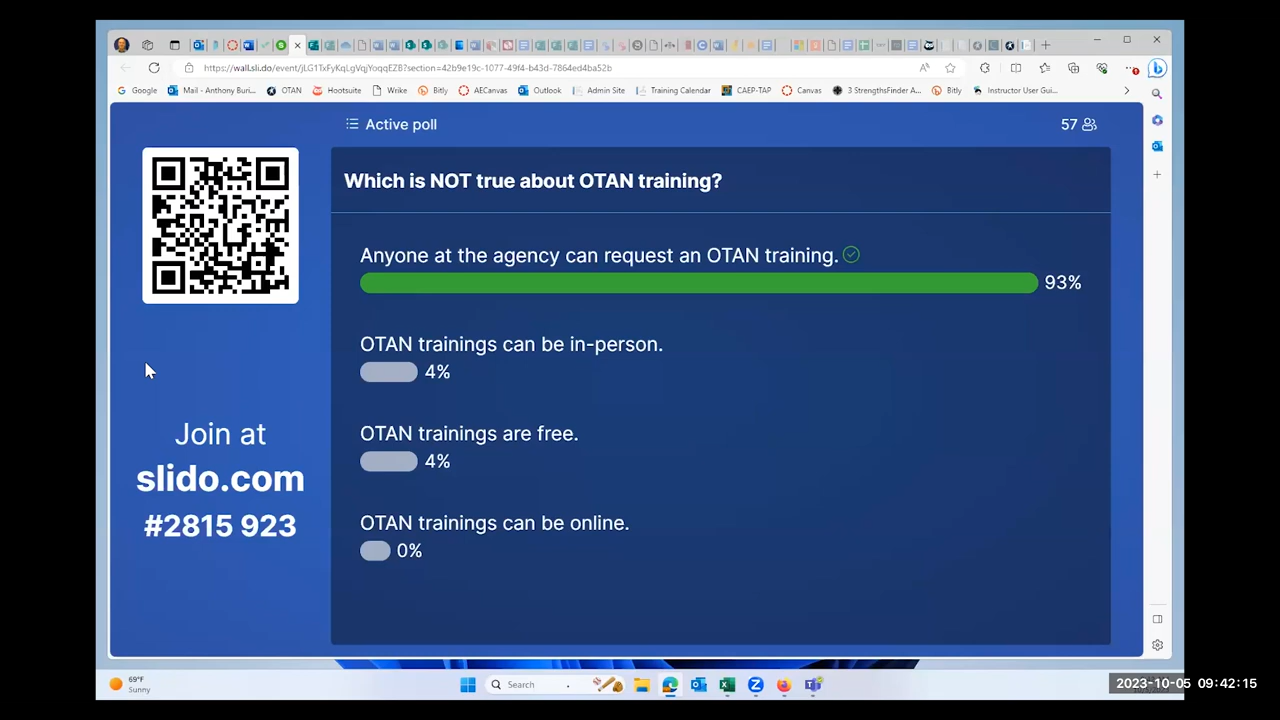 https://wall.sli.do/event/jLG1TxFyKqLgVqjYoqqEZB?section=42b9e19c-1077-49f4-b43d-7864ed4ba52b
Google Mail - Anthony Buri... OTAN Hootsuite Wrike Bitly AECanvas Outlook Admin Site Training Calendar CAEP-TAP Canvas 3 StrengthsFinder A... Bitly Instructor User Gui...
Active poll
57
Which is NOT true about OTAN training?
Anyone at the agency can request an OTAN training.
93%
OTAN trainings can be in-person.
4%
OTAN trainings are free.
4%
OTAN trainings can be online.
0%
Join at
slido.com
#2815 923
69°F
Sunny
Search
2023-10-05 09:42:15